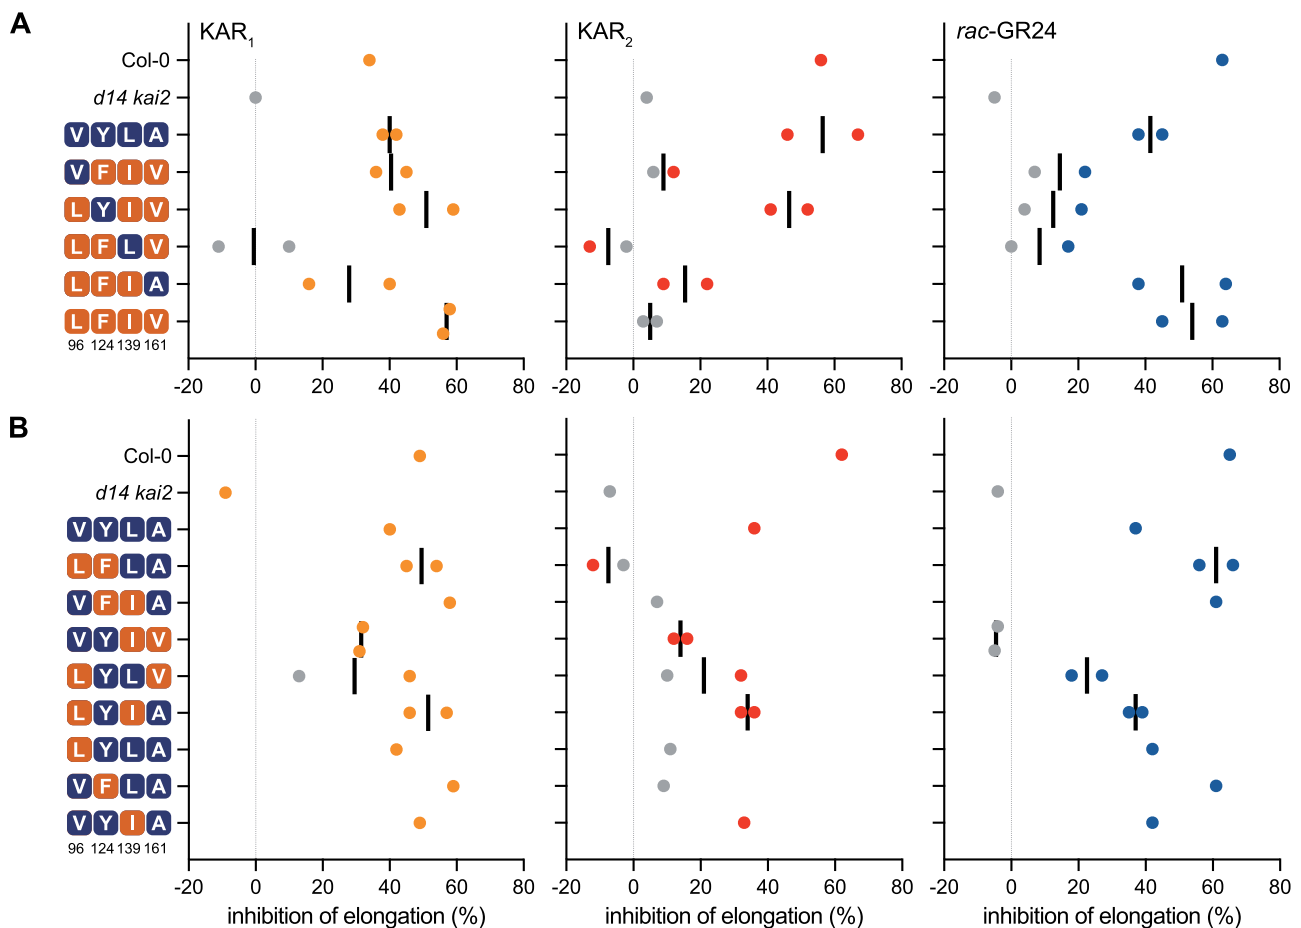 A
KAR1
KAR2
rac-GR24
Col-0
d14 kai2
V Y L A
V F I V
L Y I V
L F L V
L F I A
L F I V
96 124 139 161
-20 0 20 40 60 80
-20 0 20 40 60 80
-20 0 20 40 60 80
B
Col-0
d14 kai2
V Y L A
L F L A
V F I A
V Y I V
L Y L V
L Y I A
L Y L A
V F L A
V Y I A
96 124 139 161
-20 0 20 40 60 80
-20 0 20 40 60 80
-20 0 20 40 60 80
inhibition of elongation (%)
inhibition of elongation (%)
inhibition of elongation (%)